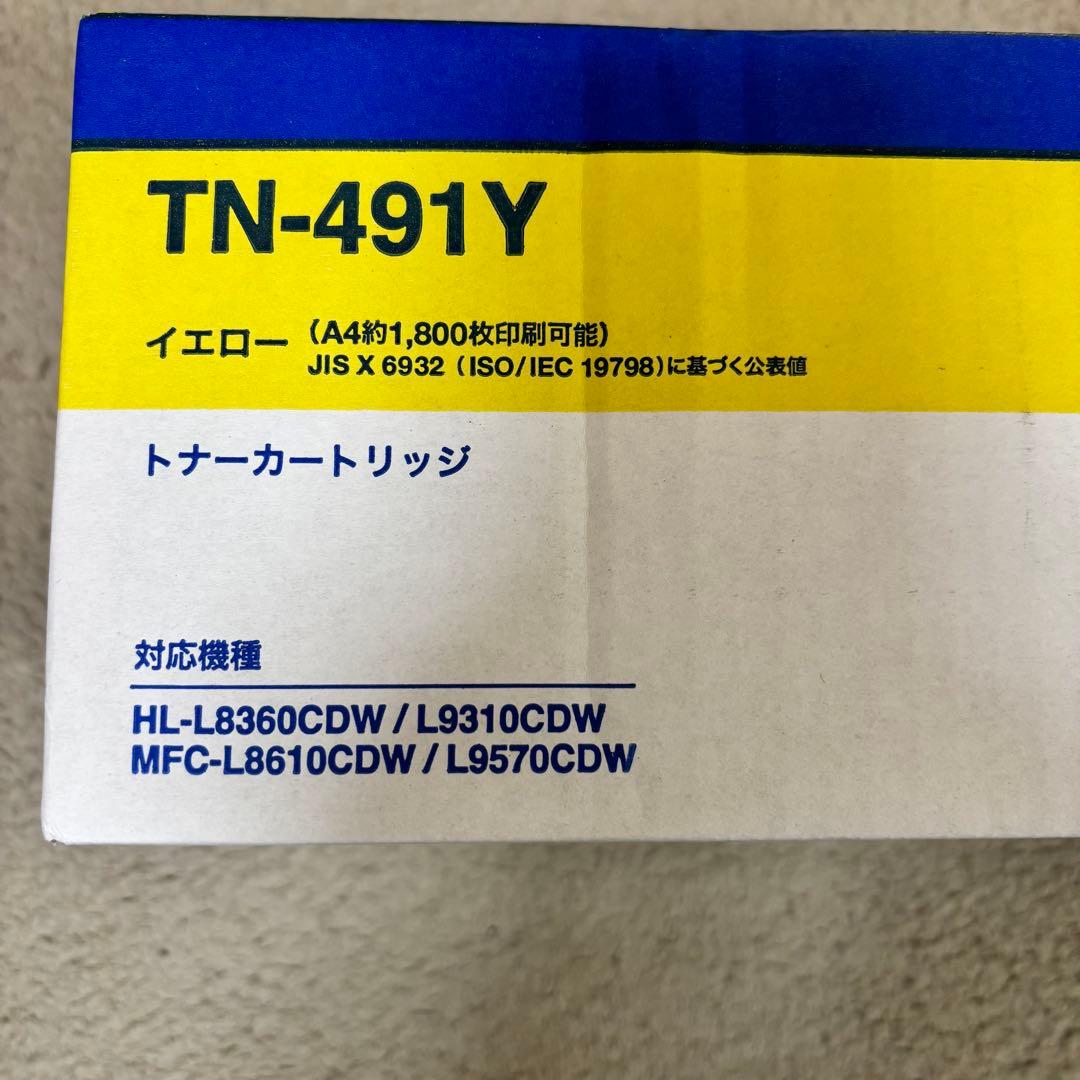 TN-491Y
イエロー (A4約1,800枚印刷可能)
JIS X 6932 (ISO/IEC 19798)に基づく公表値
トナーカートリッジ
対応機種
HL-L8360CDW / L9310CDW
MFC-L8610CDW / L9570CDW